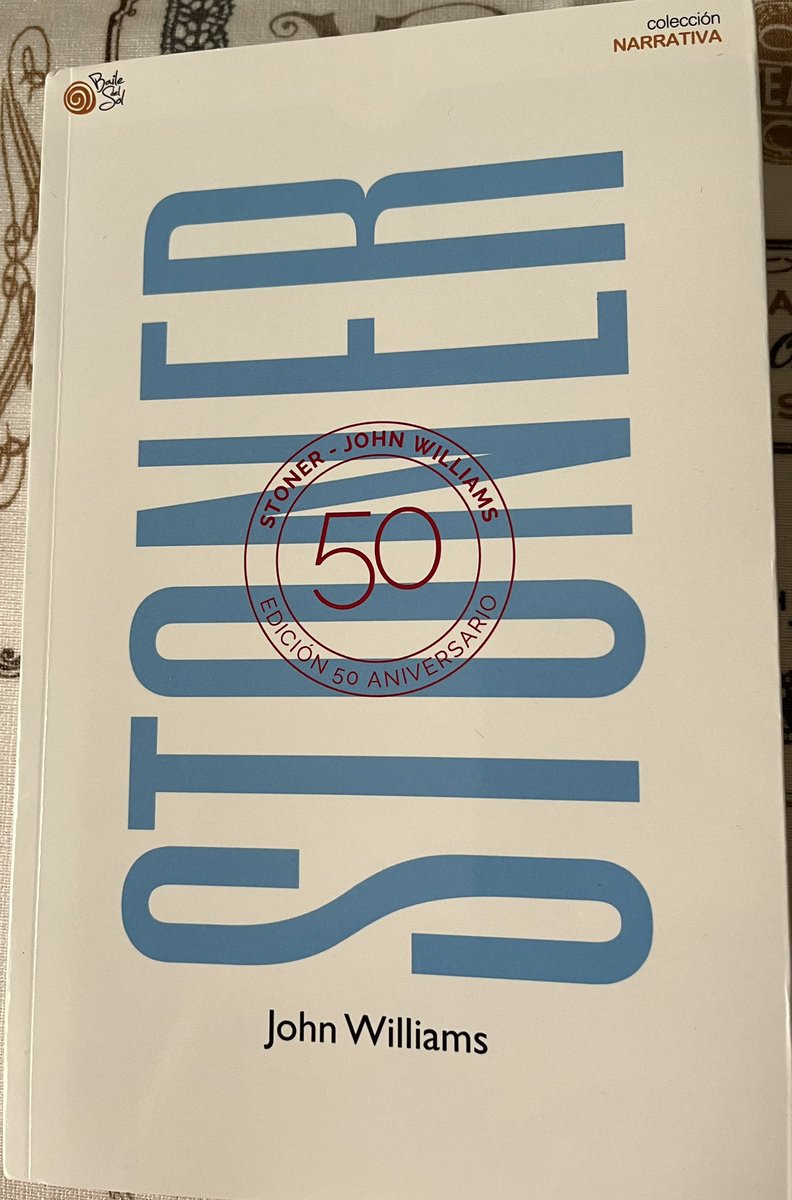 Baile
del
Sol
colección
NARRATIVA
STONER
STONER - JOHN WILLIAMS
50
EDICIÓN 50 ANIVERSARIO
John Williams